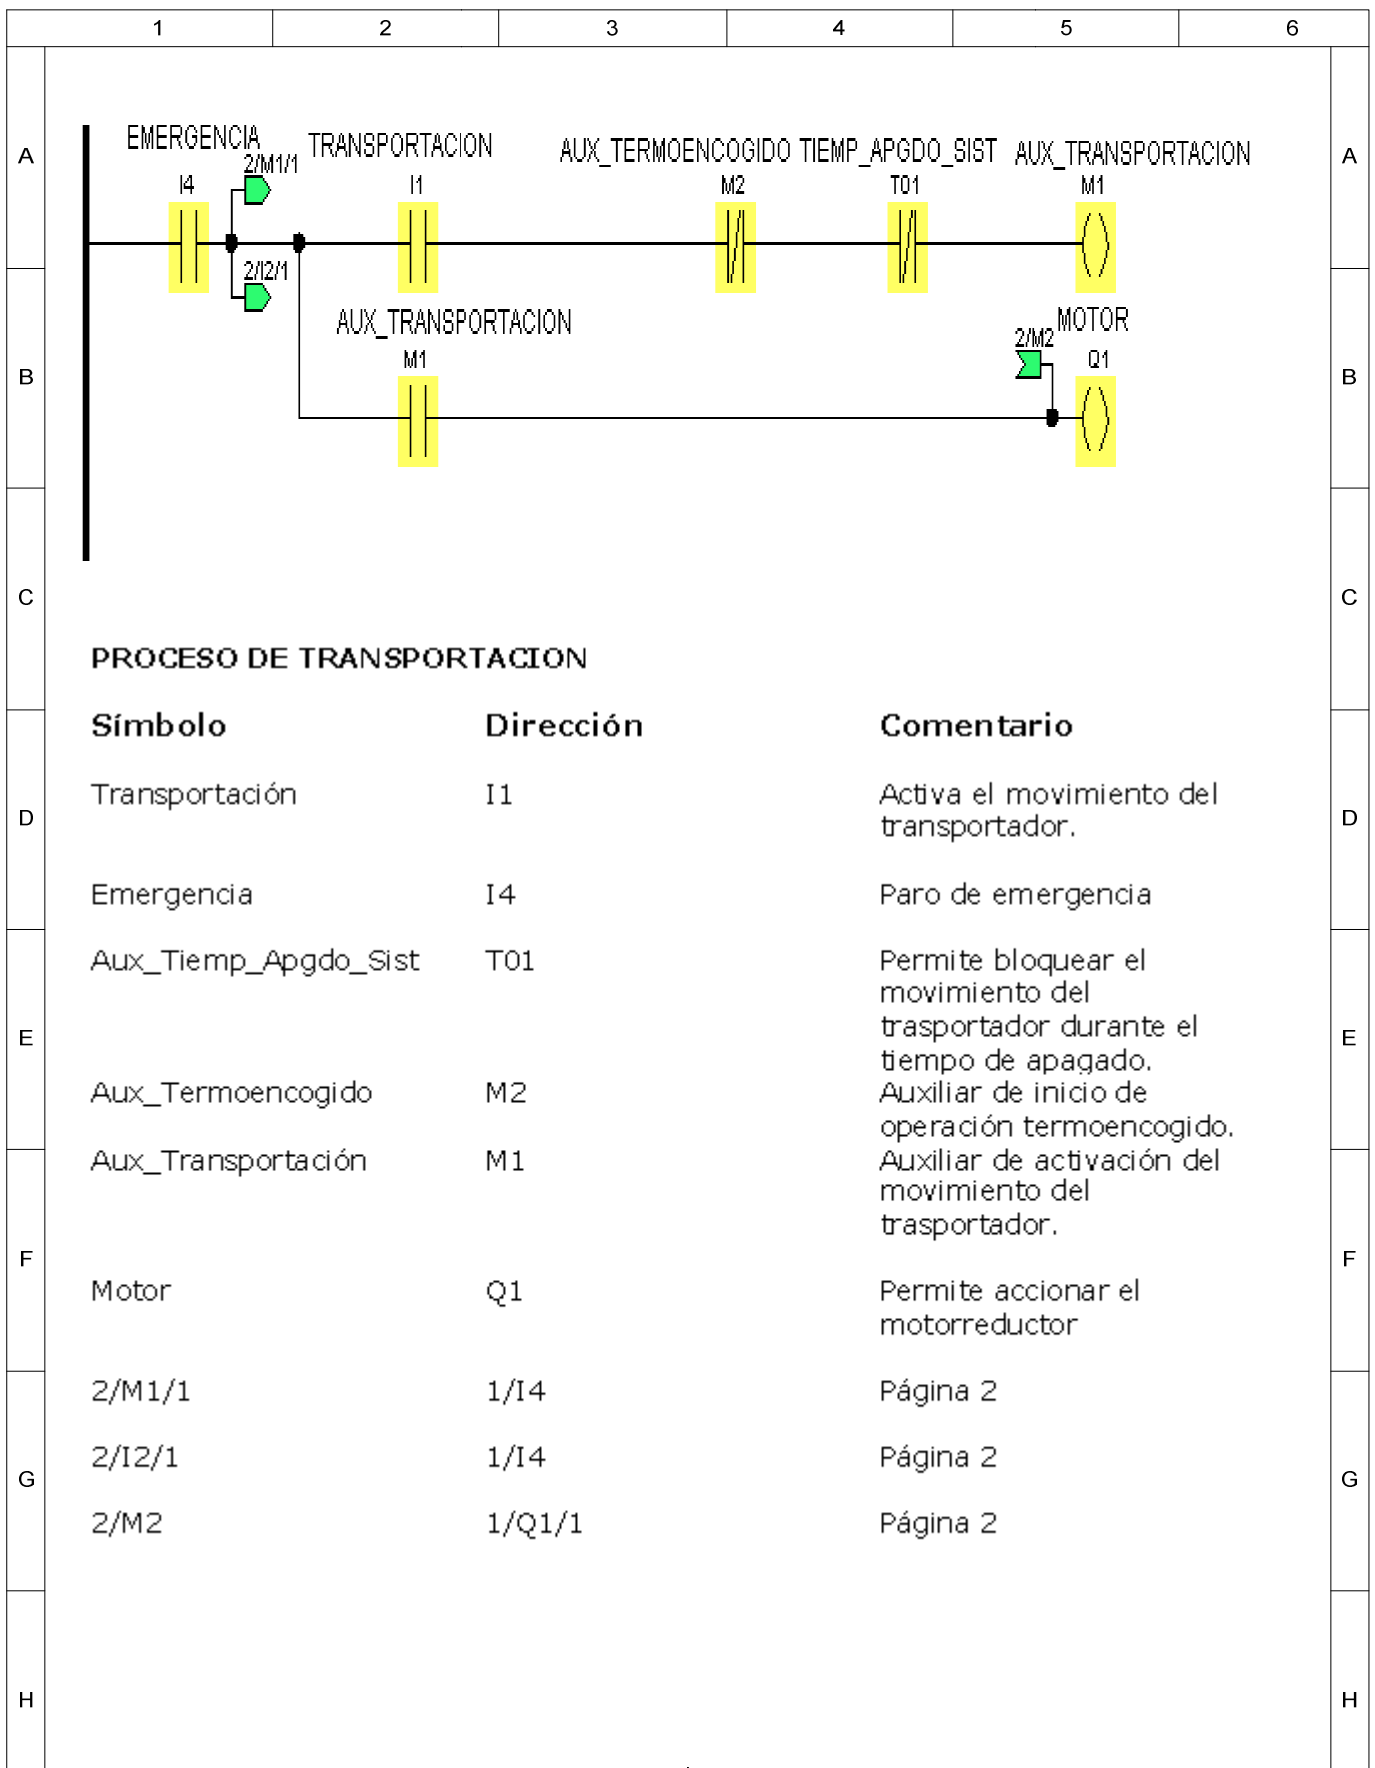 1 2 3 4 5 6
A A
EMERGENCIA TRANSPORTACION AUX_TERMOENCOGIDO TIEMP_APGDO_SIST AUX_TRANSPORTACION
2/M1/1
I4 I1 M2 T01 M1
2/I2/1
AUX_TRANSPORTACION MOTOR
2/M2
M1 Q1
B B
C C
PROCESO DE TRANSPORTACION
Símbolo Dirección Comentario
Transportación I1 Activa el movimiento del
transportador.
D D
Emergencia I4 Paro de emergencia
Aux_Tiemp_Apgdo_Sist T01 Permite bloquear el
movimiento del
trasportador durante el
E E
tiempo de apagado.
Aux_Termoencogido M2 Auxiliar de inicio de
operación termoencogido.
Aux_Transportación M1 Auxiliar de activación del
movimiento del
trasportador.
F F
Motor Q1 Permite accionar el
motorreductor
2/M1/1 1/I4 Página 2
2/I2/1 1/I4 Página 2
G G
2/M2 1/Q1/1 Página 2
H H